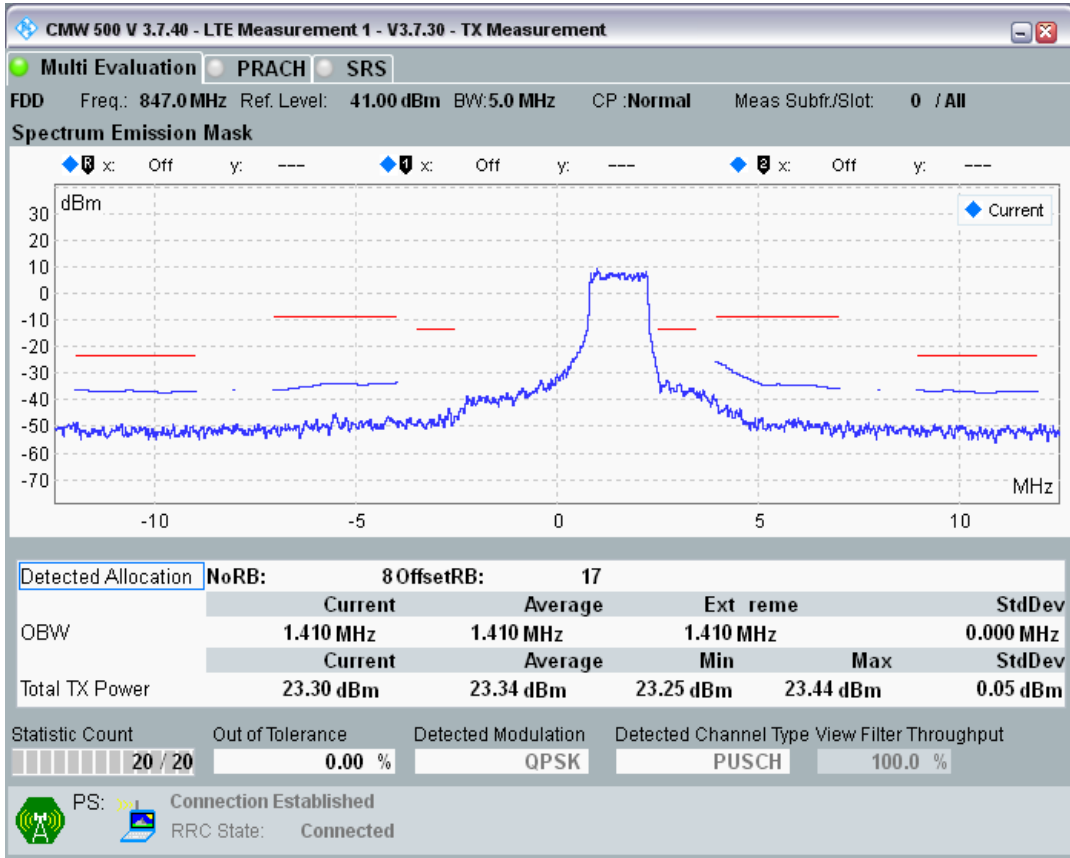 CMW 500 V 3.7.40 - LTE Measurement 1 - V3.7.30 - TX Measurement
Multi Evaluation PRACH SRS
FDD Freq.: 847.0 MHz Ref. Level: 41.00 dBm BW:5.0 MHz CP :Normal Meas Subfr./Slot: 0 / All
Spectrum Emission Mask
R x: Off y: --- 1 x: Off y: --- 2 x: Off y: ---
dBm
Current
30
20
10
0
-10
-20
-30
-40
-50
-60
-70
MHz
-10 -5 0 5 10
Detected Allocation NoRB: 8 OffsetRB: 17
Current Average Ext reme StdDev
OBW 1.410 MHz 1.410 MHz 1.410 MHz 0.000 MHz
Current Average Min Max StdDev
Total TX Power 23.30 dBm 23.34 dBm 23.25 dBm 23.44 dBm 0.05 dBm
Statistic Count Out of Tolerance Detected Modulation Detected Channel Type View Filter Throughput
20 / 20 0.00 % QPSK PUSCH 100.0 %
PS: Connection Established
RRC State: Connected